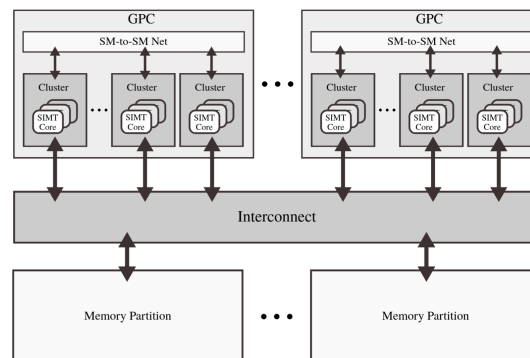 GPC
SM-to-SM Net
Cluster
SIMT
Core
...
Cluster
SIMT
Core
Cluster
SIMT
Core
...
GPC
SM-to-SM Net
Cluster
SIMT
Core
...
Cluster
SIMT
Core
Cluster
SIMT
Core
Interconnect
Memory Partition
...
Memory Partition